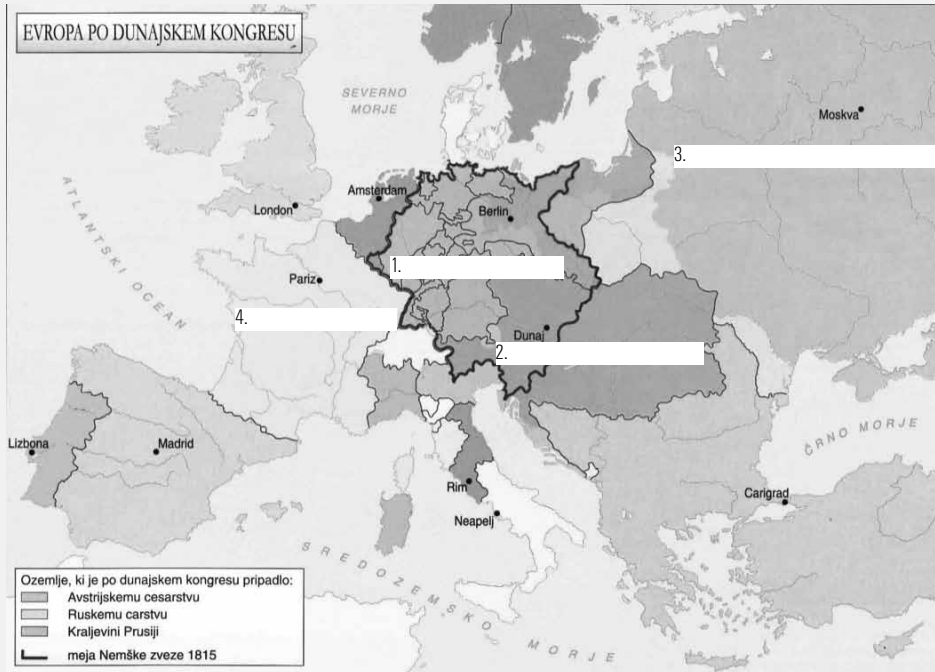 EVROPA PO DUNAJSKEM KONGRESU
SEVERNO
MORJE
Moskva
3.
ATLANTSKI OCEAN
Amsterdam
London
Berlin
1.
Pariz
4.
Dunaj
2.
ČRNO MORJE
Lizbona
Madrid
Rim
Carigrad
Neapelj
SREDOZEMSKO MORJE
Ozemlje, ki je po dunajskem kongresu pripadlo:
Avstrijskemu cesarstvu
Ruskemu carstvu
Kraljevini Prusiji
meja Nemške zveze 1815